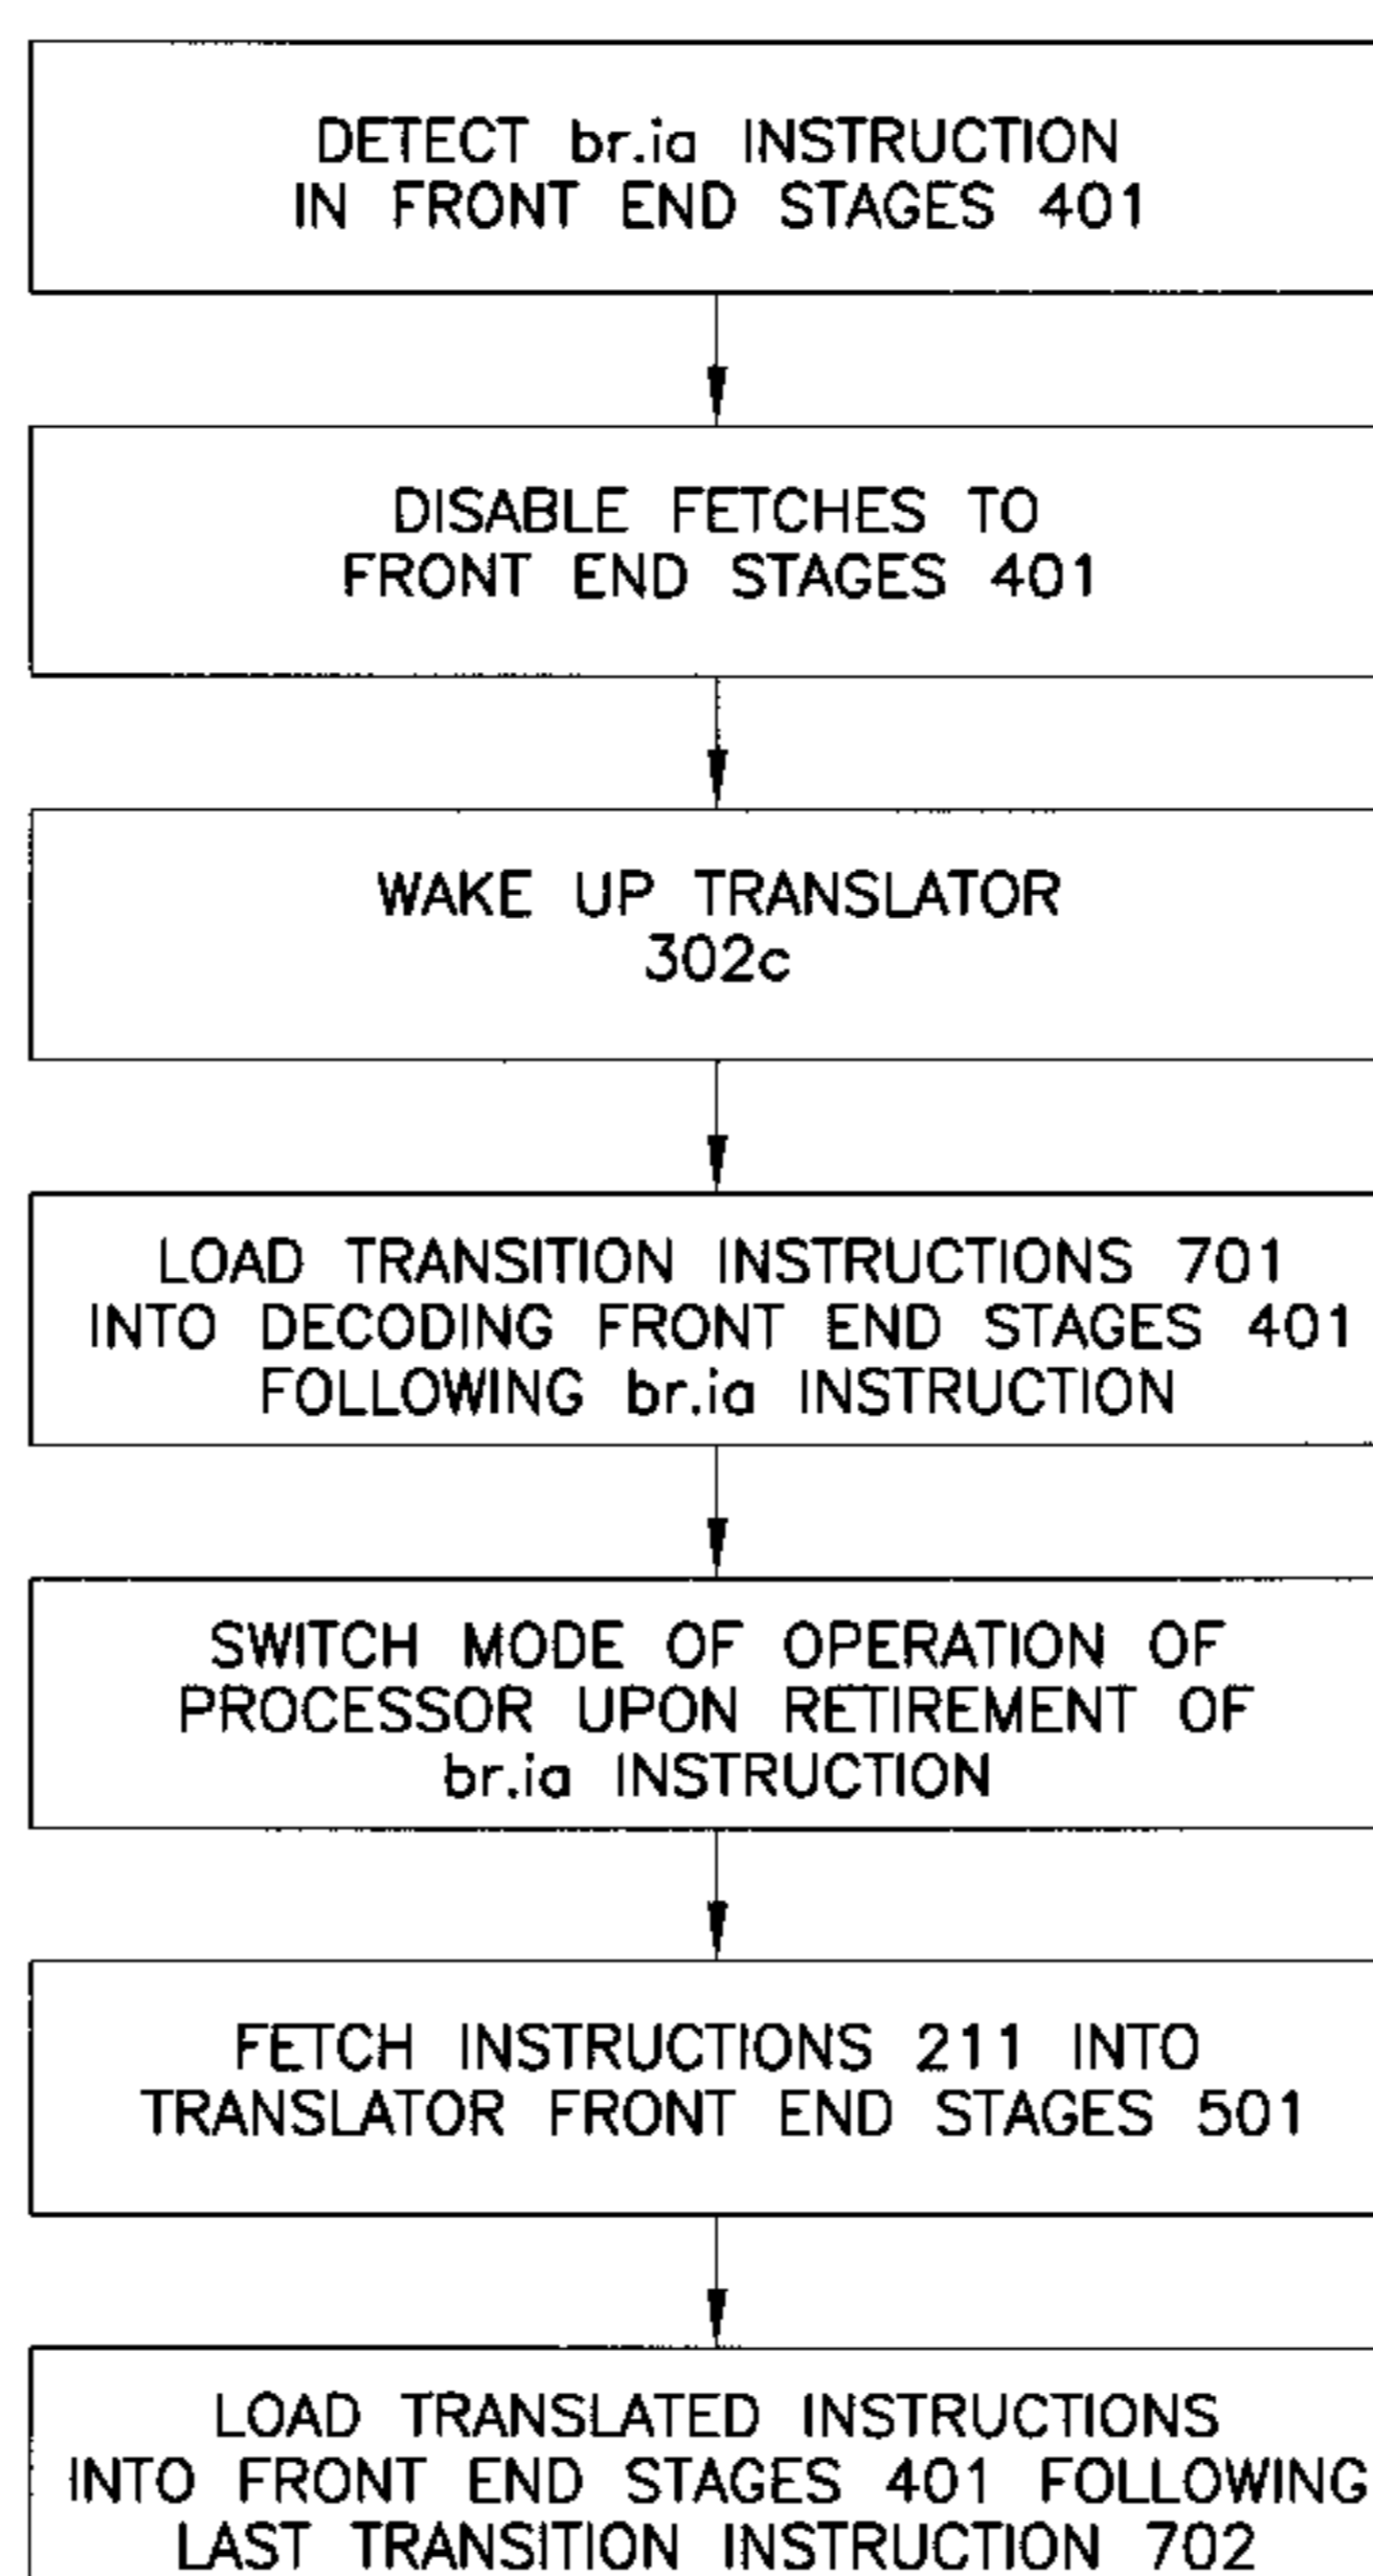 DETECT br.ia INSTRUCTION
IN FRONT END STAGES 401
DISABLE FETCHES TO
FRONT END STAGES 401
WAKE UP TRANSLATOR
302c
LOAD TRANSITION INSTRUCTIONS 701
INTO DECODING FRONT END STAGES 401
FOLLOWING br.ia INSTRUCTION
SWITCH MODE OF OPERATION OF
PROCESSOR UPON RETIREMENT OF
br.ia INSTRUCTION
FETCH INSTRUCTIONS 211 INTO
TRANSLATOR FRONT END STAGES 501
LOAD TRANSLATED INSTRUCTIONS
INTO FRONT END STAGES 401 FOLLOWING
LAST TRANSITION INSTRUCTION 702